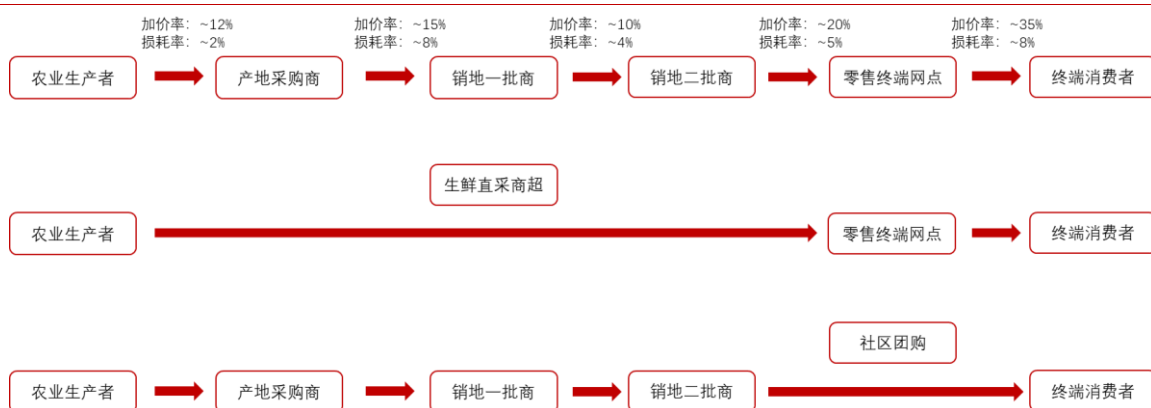 加价率：~12%
损耗率：~2%
加价率：~15%
损耗率：~8%
加价率：~10%
损耗率：~4%
加价率：~20%
损耗率：~5%
加价率：~35%
损耗率：~8%
农业生产者
产地采购商
销地一批商
销地二批商
零售终端网点
终端消费者
生鲜直采商超
农业生产者
零售终端网点
终端消费者
社区团购
农业生产者
产地采购商
销地一批商
销地二批商
终端消费者